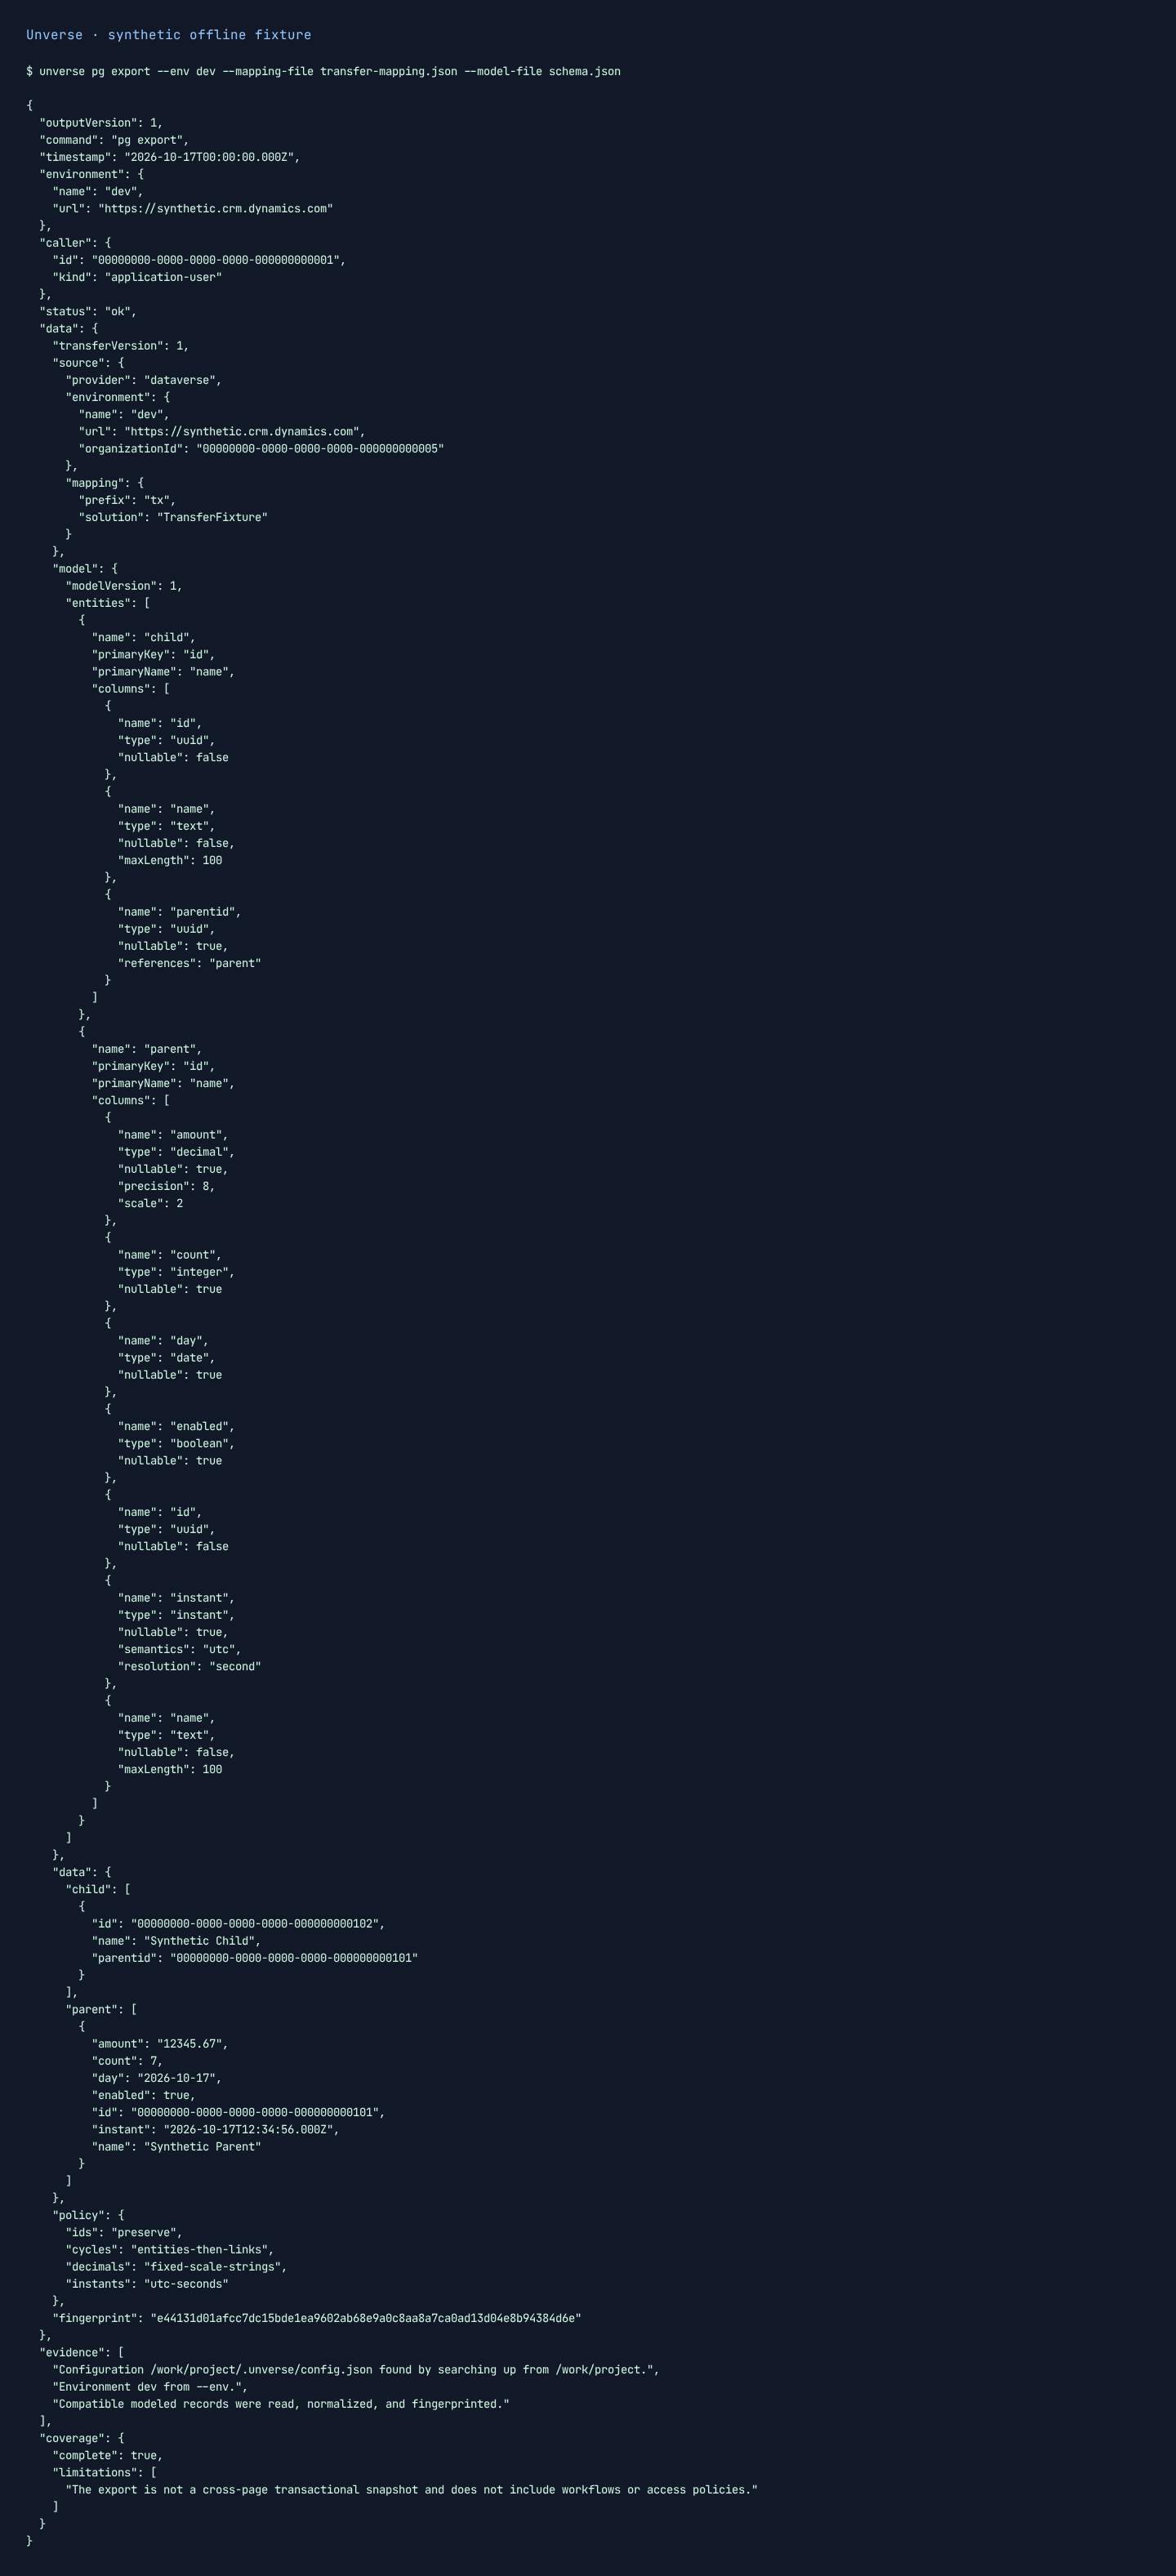 Unverse · synthetic offline fixture
$ unverse pg export --env dev --mapping-file transfer-mapping.json --model-file schema.json
{
  "outputVersion": 1,
  "command": "pg export",
  "timestamp": "2026-10-17T00:00:00.000Z",
  "environment": {
    "name": "dev",
    "url": "https://synthetic.crm.dynamics.com"
  },
  "caller": {
    "id": "00000000-0000-0000-0000-000000000001",
    "kind": "application-user"
  },
  "status": "ok",
  "data": {
    "transferVersion": 1,
    "source": {
      "provider": "dataverse",
      "environment": {
        "name": "dev",
        "url": "https://synthetic.crm.dynamics.com",
        "organizationId": "00000000-0000-0000-0000-000000000005"
      },
      "mapping": {
        "prefix": "tx",
        "solution": "TransferFixture"
      }
    },
    "model": {
      "modelVersion": 1,
      "entities": [
        {
          "name": "child",
          "primaryKey": "id",
          "primaryName": "name",
          "columns": [
            {
              "name": "id",
              "type": "uuid",
              "nullable": false
            },
            {
              "name": "name",
              "type": "text",
              "nullable": false,
              "maxLength": 100
            },
            {
              "name": "parentid",
              "type": "uuid",
              "nullable": true,
              "references": "parent"
            }
          ]
        },
        {
          "name": "parent",
          "primaryKey": "id",
          "primaryName": "name",
          "columns": [
            {
              "name": "amount",
              "type": "decimal",
              "nullable": true,
              "precision": 8,
              "scale": 2
            },
            {
              "name": "count",
              "type": "integer",
              "nullable": true
            },
            {
              "name": "day",
              "type": "date",
              "nullable": true
            },
            {
              "name": "enabled",
              "type": "boolean",
              "nullable": true
            },
            {
              "name": "id",
              "type": "uuid",
              "nullable": false
            },
            {
              "name": "instant",
              "type": "instant",
              "nullable": true,
              "semantics": "utc",
              "resolution": "second"
            },
            {
              "name": "name",
              "type": "text",
              "nullable": false,
              "maxLength": 100
            }
          ]
        }
      ]
    },
    "data": {
      "child": [
        {
          "id": "00000000-0000-0000-0000-000000000102",
          "name": "Synthetic Child",
          "parentid": "00000000-0000-0000-0000-000000000101"
        }
      ],
      "parent": [
        {
          "amount": "12345.67",
          "count": 7,
          "day": "2026-10-17",
          "enabled": true,
          "id": "00000000-0000-0000-0000-000000000101",
          "instant": "2026-10-17T12:34:56.000Z",
          "name": "Synthetic Parent"
        }
      ]
    },
    "policy": {
      "ids": "preserve",
      "cycles": "entities-then-links",
      "decimals": "fixed-scale-strings",
      "instants": "utc-seconds"
    },
    "fingerprint": "e44131d01afcc7dc15bde1ea9602ab68e9a0c8aa8a7ca0ad13d04e8b94384d6e"
  },
  "evidence": [
    "Configuration /work/project/.unverse/config.json found by searching up from /work/project.",
    "Environment dev from --env.",
    "Compatible modeled records were read, normalized, and fingerprinted."
  ],
  "coverage": {
    "complete": true,
    "limitations": [
      "The export is not a cross-page transactional snapshot and does not include workflows or access policies."
    ]
  }
}